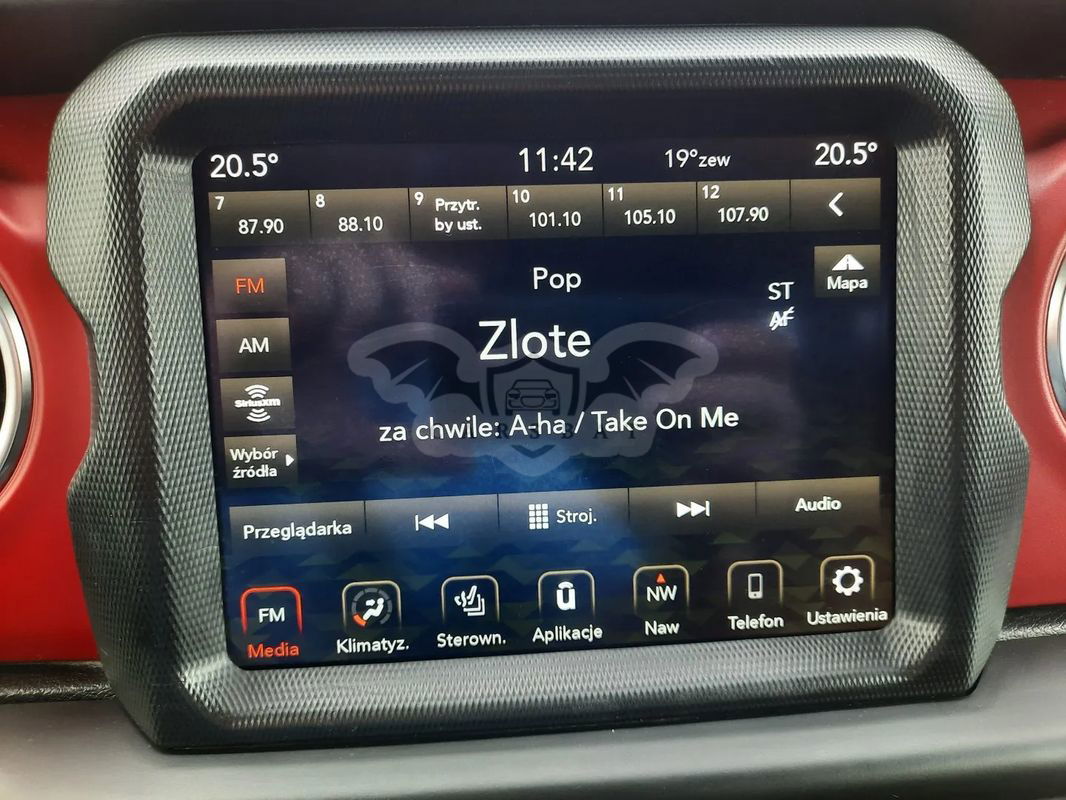 20.5° 11:42 19°zew 20.5°
7 87.90
8 88.10
9 Przytr.
by ust.
10 101.10
11 105.10
12 107.90
FM
Pop
Mapa
ST
AF
AM
Zlote
SiriusXM
za chwile: A-ha / Take On Me
Wybór
źródła
Przeglądarka
Stroj.
Audio
FM
Media
Klimatyz.
Sterown.
Aplikacje
NW
Naw
Telefon
Ustawienia